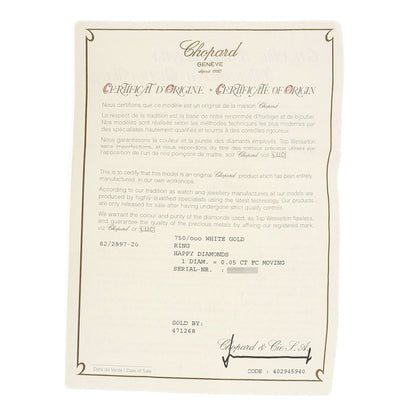 Chopard
GENÈVE
depuis 1860
CERTIFICAT D'ORIGINE + CERTIFICATE OF ORIGIN
Nous certifions que ce modèle est un original de la maison Chopard
Le respect de la tradition est la base de notre renommée d'horloger et de bijoutier.
Nos modèles sont réalisés selon les méthodes techniques les plus modernes par
des spécialistes hautement qualifiés et soumis à des contrôles rigoureux.
Nous garantissons la couleur et la pureté des diamants employés, Top Wesselton
sans imperfections, et nous répondons du titre des métaux précieux utilisés par
l'apposition de l'un de nos poinçons de maître, soit Chopard soit L.U.C
This is to certify that this model is an original Chopard production has been entirely
manufactured in our own workshops.
According to our tradition as watch and jewellery manufacturers all our models are
produced by highly-qualified specialists using the latest technology. Our products
are only released for sale after having undergone strict quality controls.
We warrant the colour and purity of the diamonds used, as Top Wesselton flawless,
and guarantee the quality of the precious metals by affixing our registered mark,
viz Chopard or L.U.C
750/ooo WHITE GOLD
82/2897-20 RING
HAPPY DIAMONDS
1 DIAM. = 0.05 CT FC MOVING
SERIAL-NR. :
SOLD BY:
471268
Chopard & Cie S.A.
Date de Vente / Date of Sale
CODE : 402945940